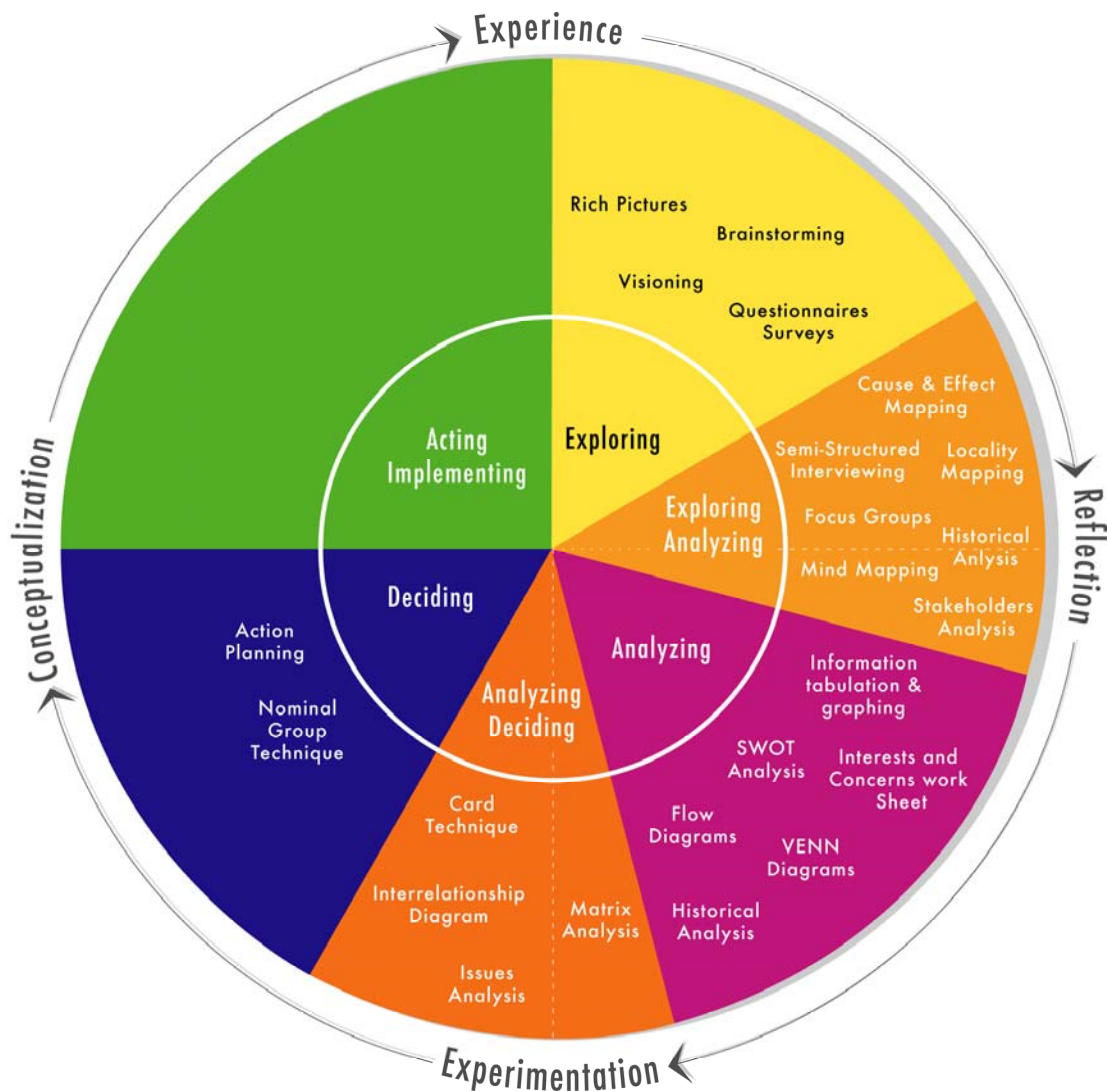 Experience
Rich Pictures
Brainstorming
Visioning
Questionnaires
Surveys
Exploring
Cause & Effect
Mapping
Semi-Structured
Interviewing
Locality
Mapping
Exploring
Analyzing
Focus Groups
Historical
Anlysis
Mind Mapping
Stakeholders
Analysis
Reflection
Analyzing
Information
tabulation &
graphing
SWOT
Analysis
Interests and
Concerns work
Sheet
Flow
Diagrams
VENN
Diagrams
Historical
Analysis
Experimentation
Analyzing
Deciding
Card
Technique
Interrelationship
Diagram
Matrix
Analysis
Issues
Analysis
Deciding
Action
Planning
Nominal
Group
Technique
Conceptualization
Acting
Implementing